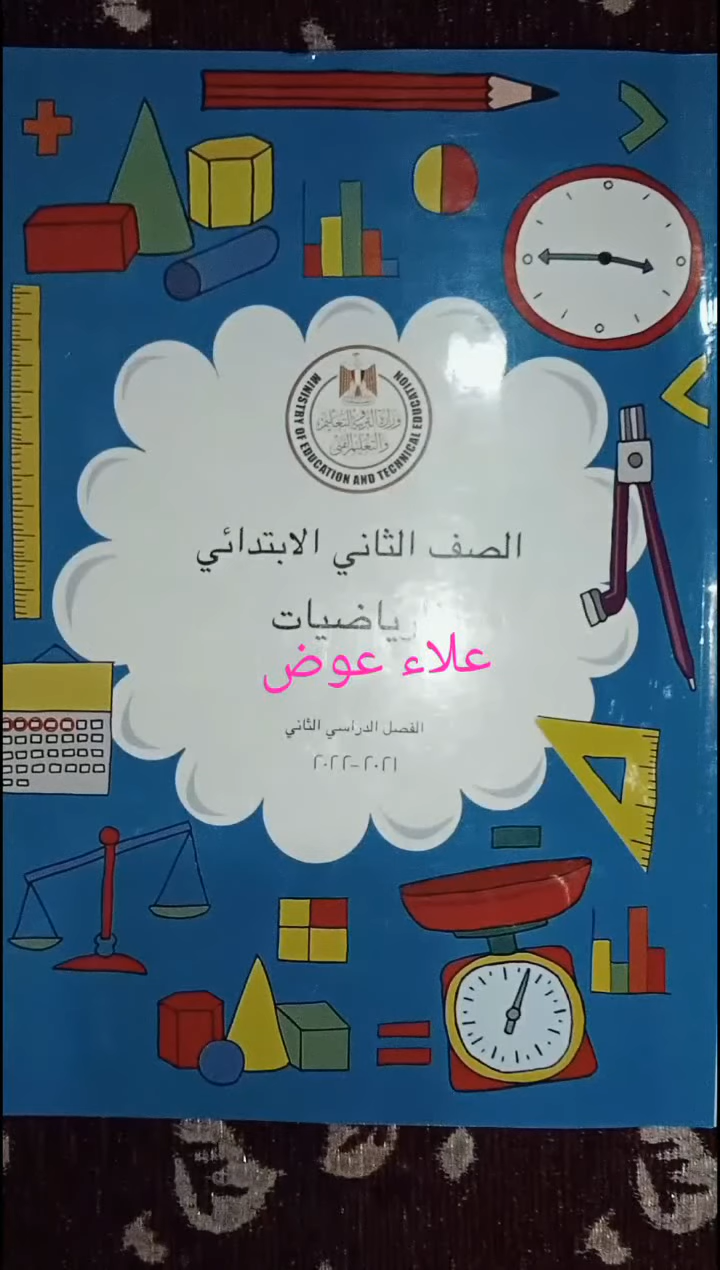 MINISTRY OF EDUCATION AND TECHNICAL EDUCATION
وزارة التربية والتعليم
والتعليم الفني
الصف الثاني الابتدائي
الرياضيات
علاء عوض
الفصل الدراسي الثاني
٢٠٢١-٢٠٢٢